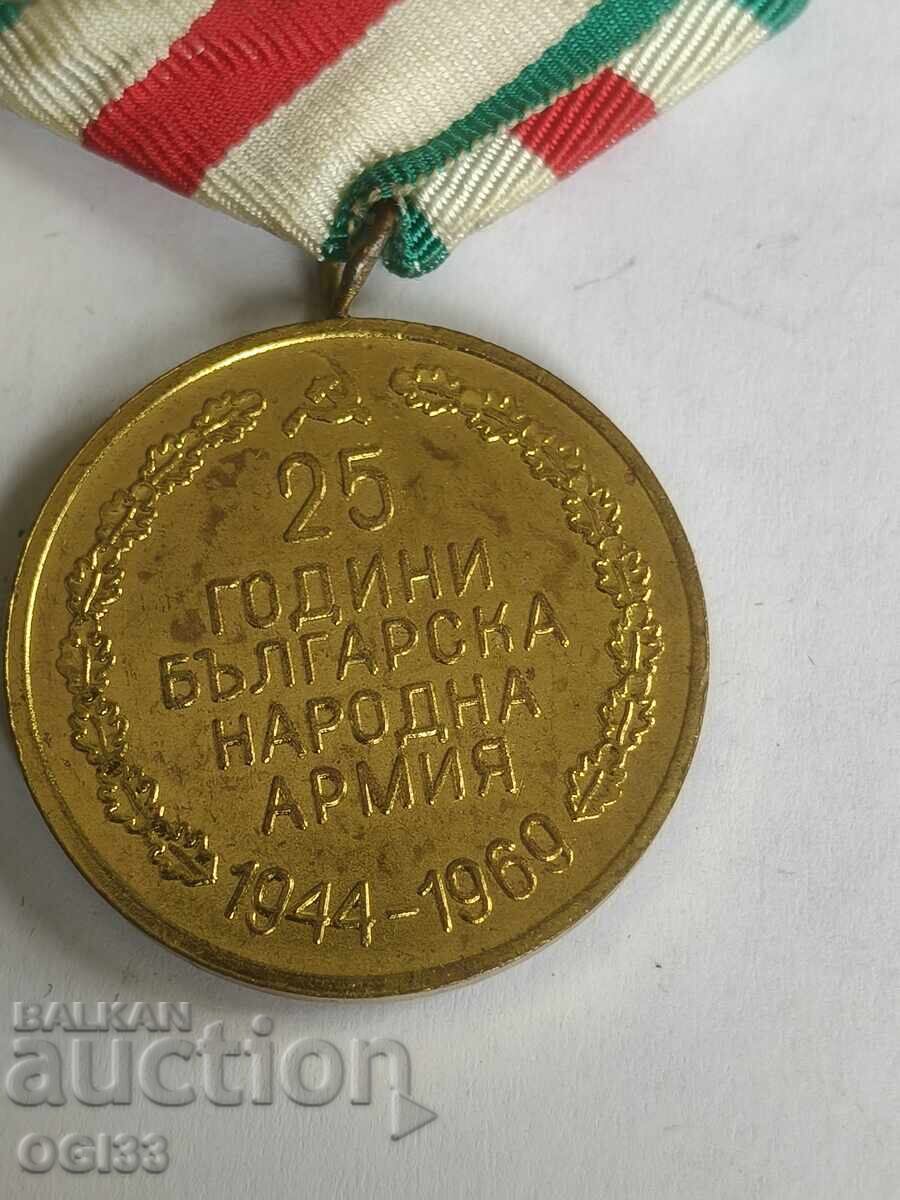 25
ГОДИНИ
БЪЛГАРСКА
НАРОДНА
АРМИЯ
1944-1969
BALKAN
auction
OGI33